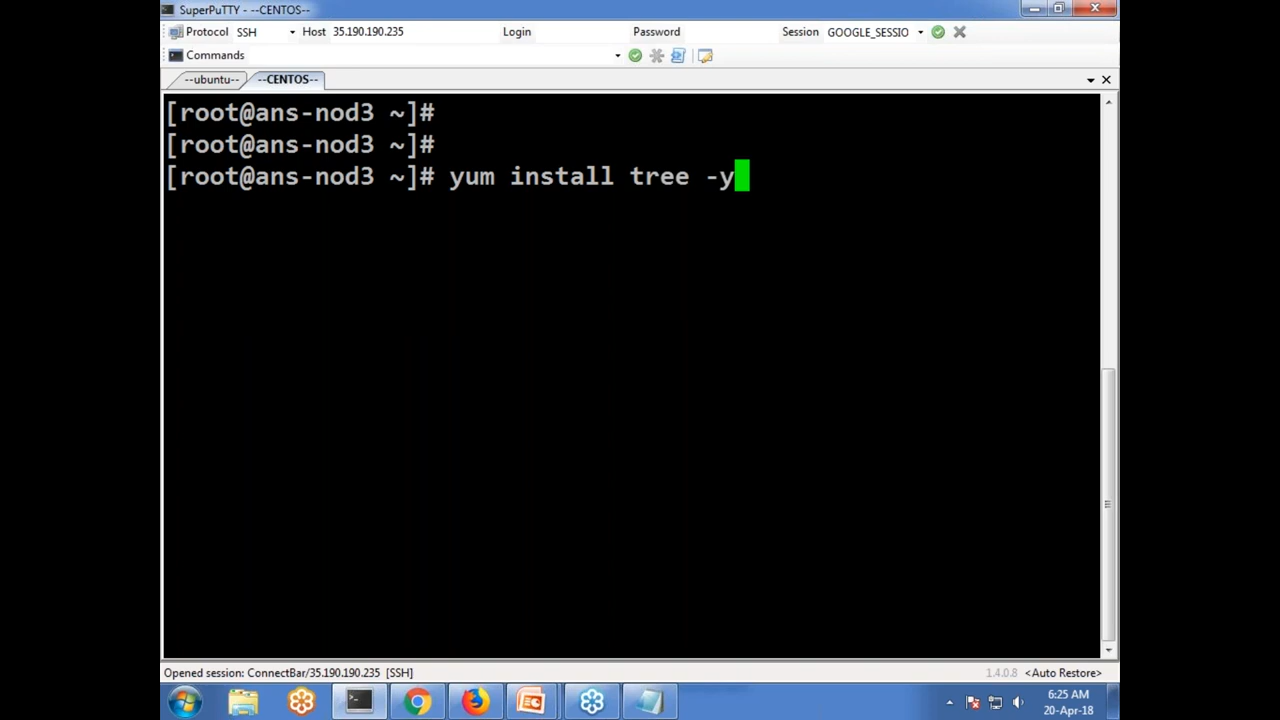 SuperPuTTY - --CENTOS--
Protocol SSH Host 35.190.190.235 Login Password Session GOOGLE_SESSIO
Commands
--ubuntu-- --CENTOS--
[root@ans-nod3 ~]#
[root@ans-nod3 ~]#
[root@ans-nod3 ~]# yum install tree -y
Opened session: ConnectBar/35.190.190.235 [SSH] 1.4.0.8 <Auto Restore>
6:25 AM
20-Apr-18